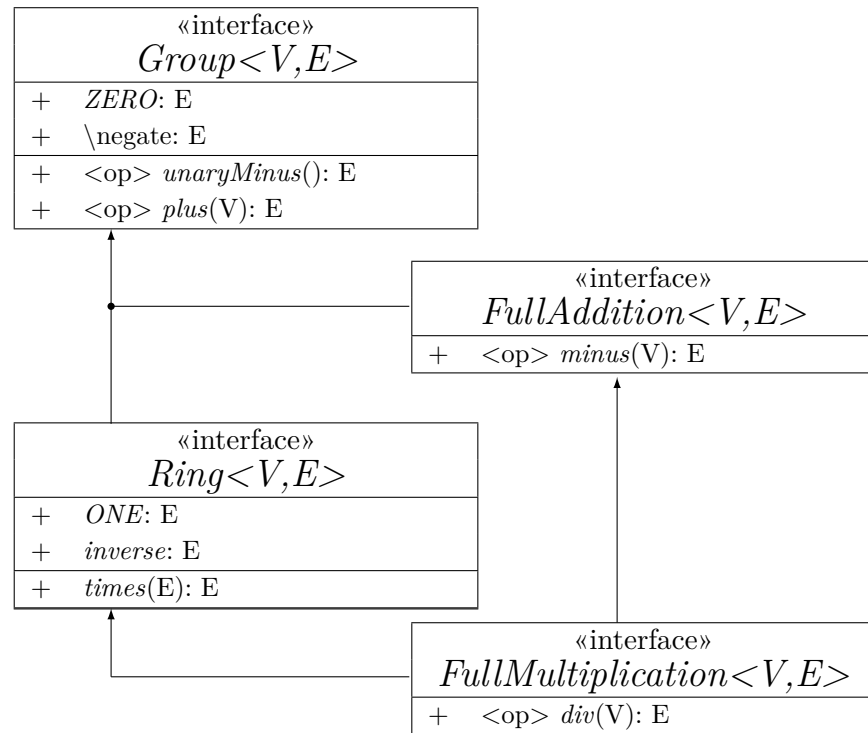 «interface»
Group<V,E>
+ ZERO: E
+ \negate: E
+ <op> unaryMinus(): E
+ <op> plus(V): E
«interface»
FullAddition<V,E>
+ <op> minus(V): E
«interface»
Ring<V,E>
+ ONE: E
+ inverse: E
+ times(E): E
«interface»
FullMultiplication<V,E>
+ <op> div(V): E